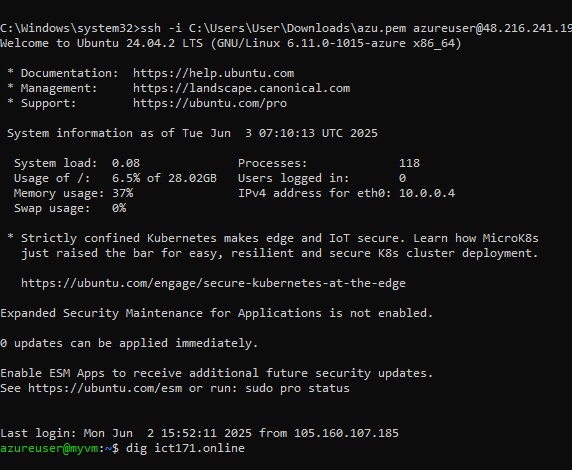 C:\Windows\system32>ssh -i C:\Users\User\Downloads\azu.pem azureuser@48.216.241.19
Welcome to Ubuntu 24.04.2 LTS (GNU/Linux 6.11.0-1015-azure x86_64)
* Documentation:  https://help.ubuntu.com
* Management:     https://landscape.canonical.com
* Support:        https://ubuntu.com/pro
System information as of Tue Jun  3 07:10:13 UTC 2025
System load:  0.08               Processes:             118
Usage of /:   6.5% of 28.02GB    Users logged in:       0
Memory usage: 37%                IPv4 address for eth0: 10.0.0.4
Swap usage:   0%
* Strictly confined Kubernetes makes edge and IoT secure. Learn how MicroK8s
just raised the bar for easy, resilient and secure K8s cluster deployment.
https://ubuntu.com/engage/secure-kubernetes-at-the-edge
Expanded Security Maintenance for Applications is not enabled.
0 updates can be applied immediately.
Enable ESM Apps to receive additional future security updates.
See https://ubuntu.com/esm or run: sudo pro status
Last login: Mon Jun  2 15:52:11 2025 from 105.160.107.185
azureuser@myvm:~$ dig ict171.online